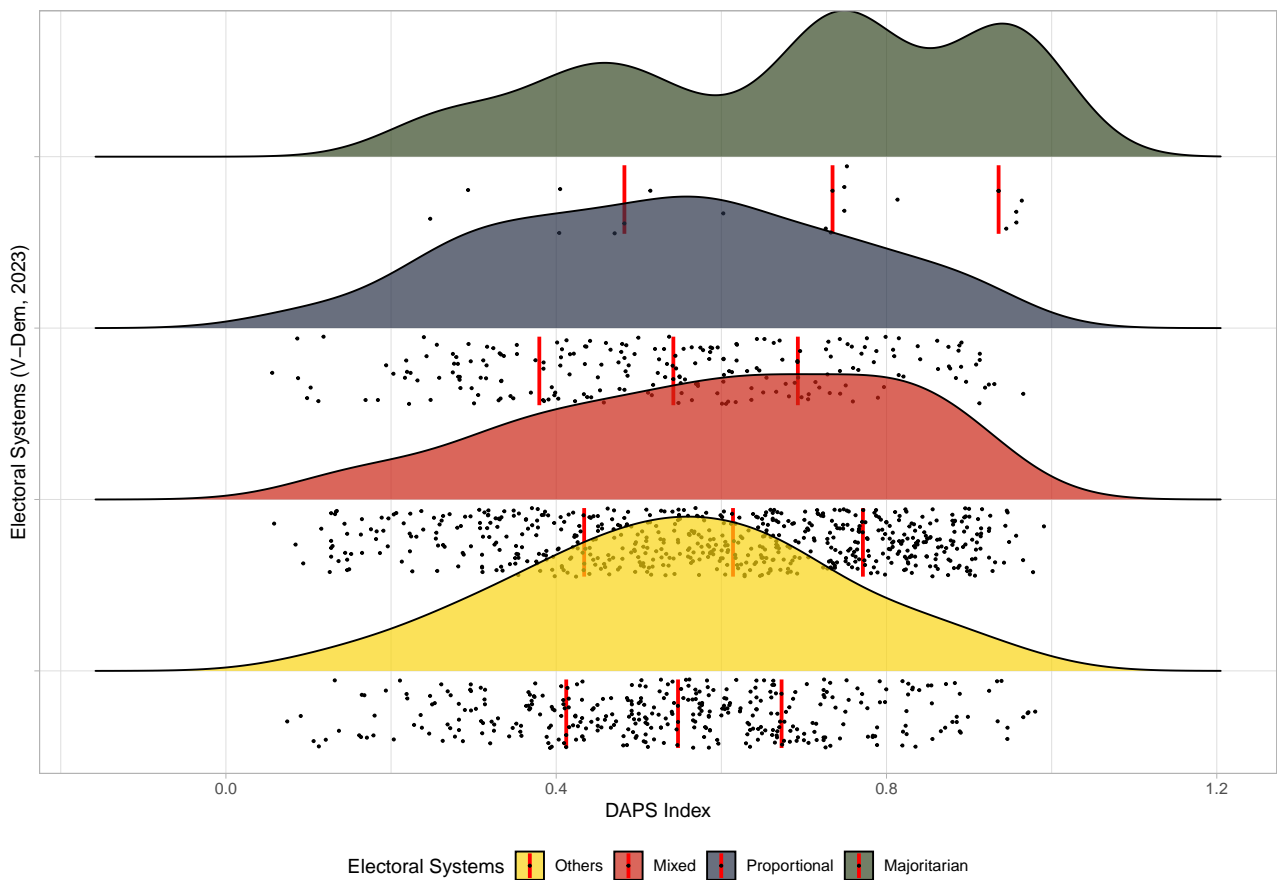 Electoral Systems (V−Dem, 2023)
0.0 0.4 0.8 1.2
DAPS Index
Electoral Systems Others Mixed Proportional Majoritarian